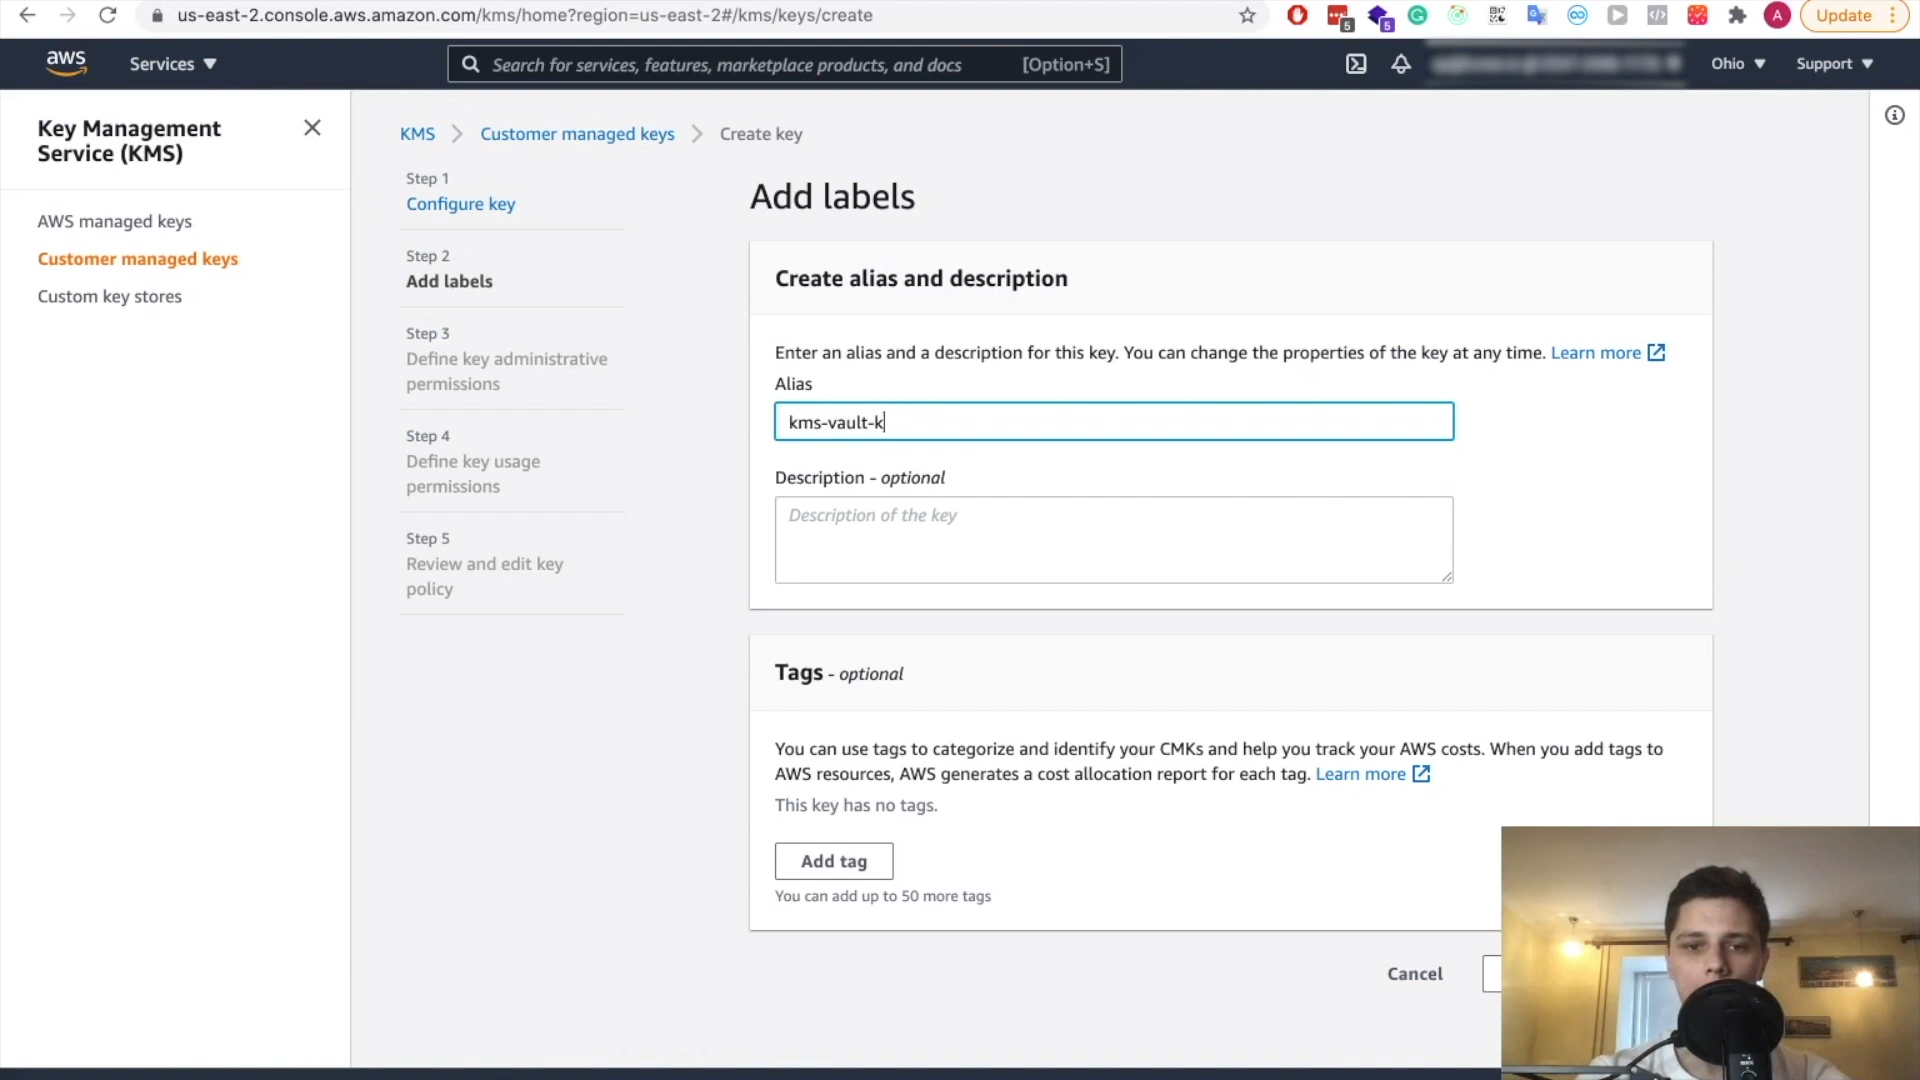 us-east-2.console.aws.amazon.com/kms/home?region=us-east-2#/kms/keys/create
5
5
A
Update
aws
Services
Search for services, features, marketplace products, and docs
[Option+S]
Ohio
Support
Key Management
Service (KMS)
AWS managed keys
Customer managed keys
Custom key stores
KMS > Customer managed keys > Create key
Step 1
Configure key
Step 2
Add labels
Step 3
Define key administrative
permissions
Step 4
Define key usage
permissions
Step 5
Review and edit key
policy
Add labels
Create alias and description
Enter an alias and a description for this key. You can change the properties of the key at any time. Learn more
Alias
kms-vault-k
Description - optional
Description of the key
Tags - optional
You can use tags to categorize and identify your CMKs and help you track your AWS costs. When you add tags to
AWS resources, AWS generates a cost allocation report for each tag. Learn more
This key has no tags.
Add tag
You can add up to 50 more tags
Cancel